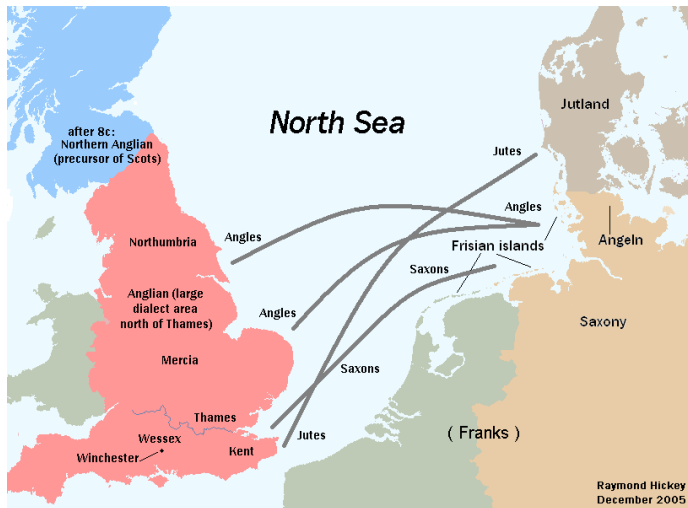 North Sea
Jutland
after 8c:
Northern Anglian
(precursor of Scots)
Jutes
Angles
Angles
Northumbria
Frisian islands
Angeln
Saxons
Anglian (large
dialect area
north of Thames)
Angles
Saxony
Mercia
Saxons
Thames
( Franks )
Jutes
Wessex
Kent
Winchester
Raymond Hickey
December 2005